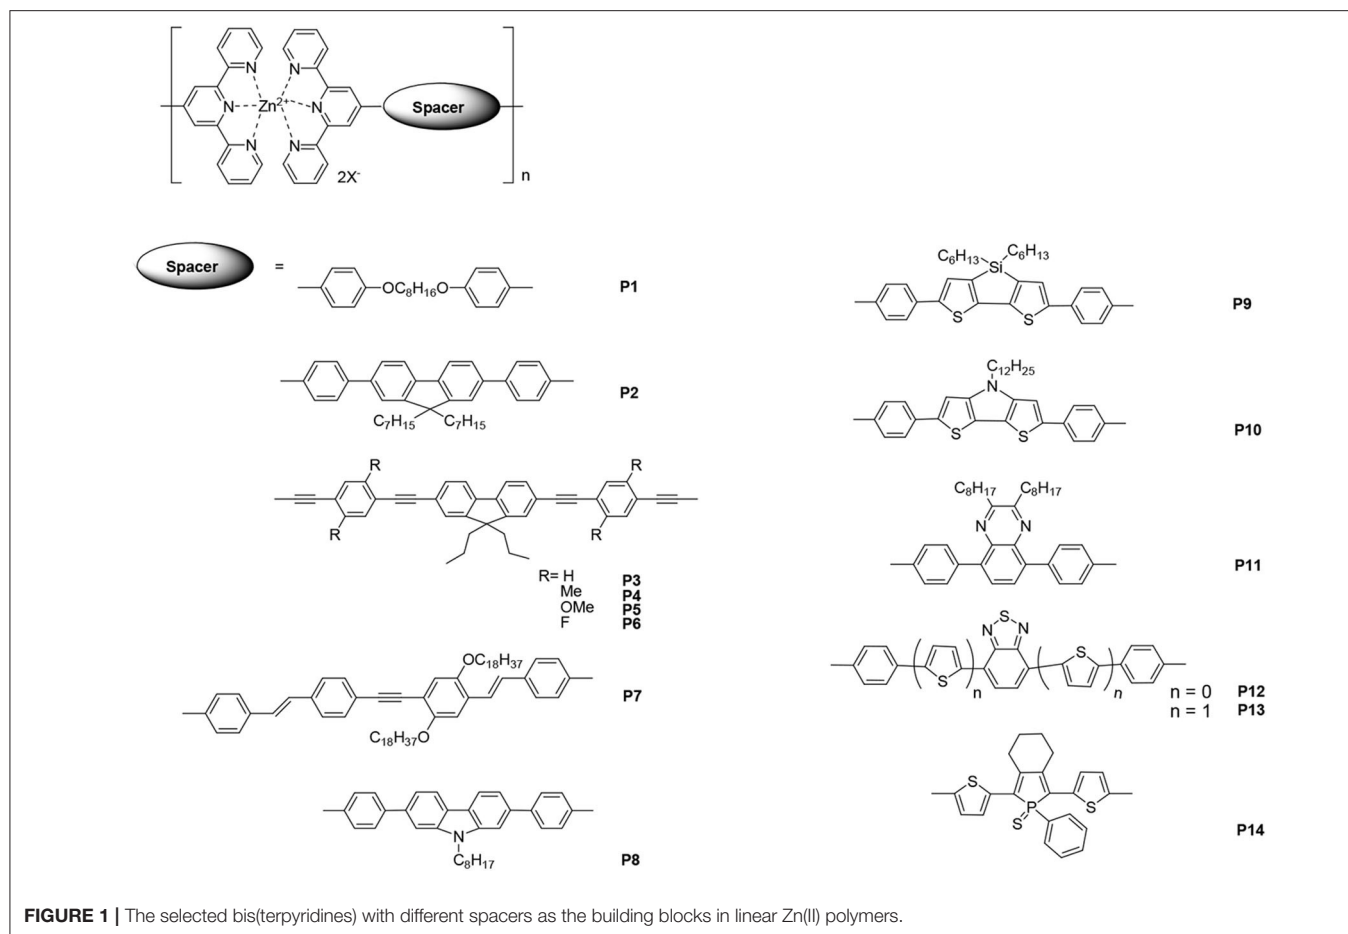 N N
Zn2+
N N
N N
Spacer
2X-
n
Spacer =
OC8H16O P1
C7H15 C7H15 P2
R R
R R
R= H P3
Me P4
OMe P5
F P6
OC18H37
C18H37O
P7
N
C8H17 P8
C6H13 C6H13
Si
S S
P9
C12H25
N
S S
P10
C8H17 C8H17
N N
P11
S
N N
S S
n n
n = 0 P12
n = 1 P13
S S
P
S
P14
FIGURE 1 | The selected bis(terpyridines) with different spacers as the building blocks in linear Zn(II) polymers.